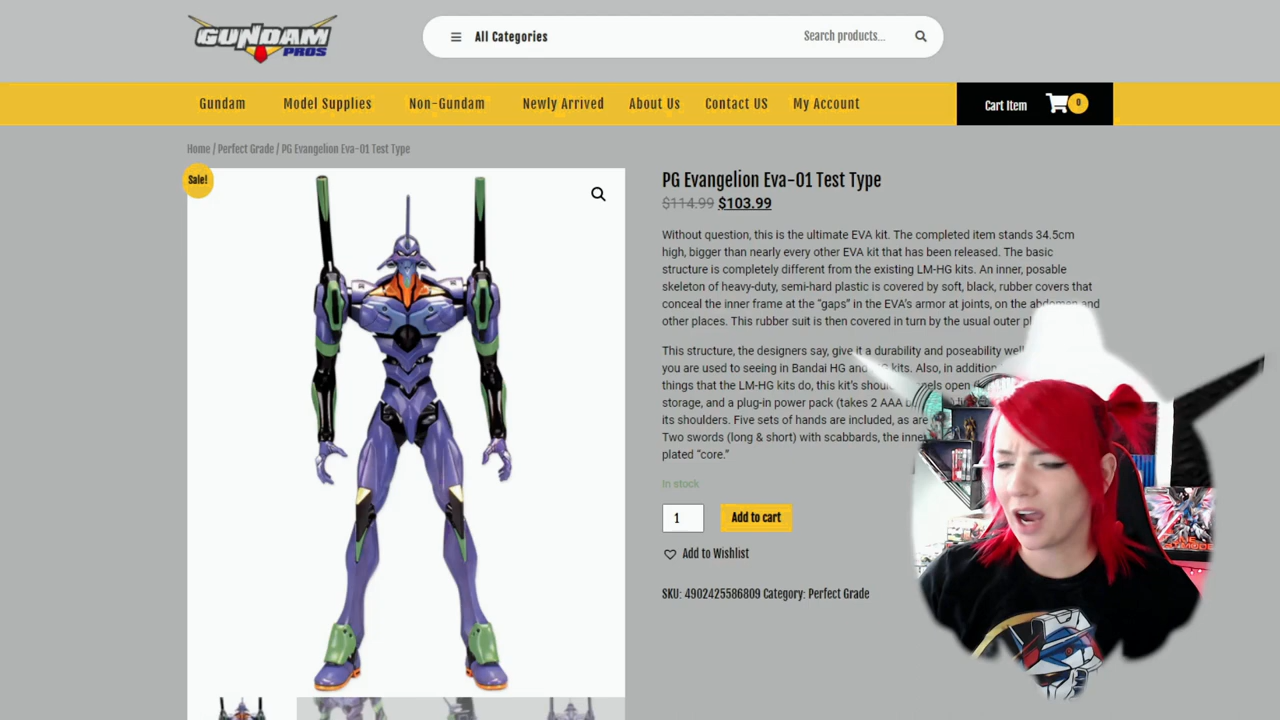 GUNDAM
PROS
All Categories
Search products...
Gundam
Model Supplies
Non-Gundam
Newly Arrived
About Us
Contact US
My Account
Cart Item
0
Home / Perfect Grade / PG Evangelion Eva-01 Test Type
Sale!
PG Evangelion Eva-01 Test Type
$114.99 $103.99
Without question, this is the ultimate EVA kit. The completed item stands 34.5cm
high, bigger than nearly every other EVA kit that has been released. The basic
structure is completely different from the existing LM-HG kits. An inner, posable
skeleton of heavy-duty, semi-hard plastic is covered by soft, black, rubber covers that
conceal the inner frame at the “gaps” in the EVA’s armor at joints, on the abdomen and
other places. This rubber suit is then covered in turn by the usual outer
This structure, the designers say, give it a durability and poseability
you are used to seeing in Bandai HG and kits. Also, in addition
things that the LM-HG kits do, this kit’s open
storage, and a plug-in power pack (takes 2 AAA
its shoulders. Five sets of hands are included, as are
Two swords (long & short) with scabbards, the
plated “core.”
In stock
1
Add to cart
Add to Wishlist
SKU: 4902425586809 Category: Perfect Grade